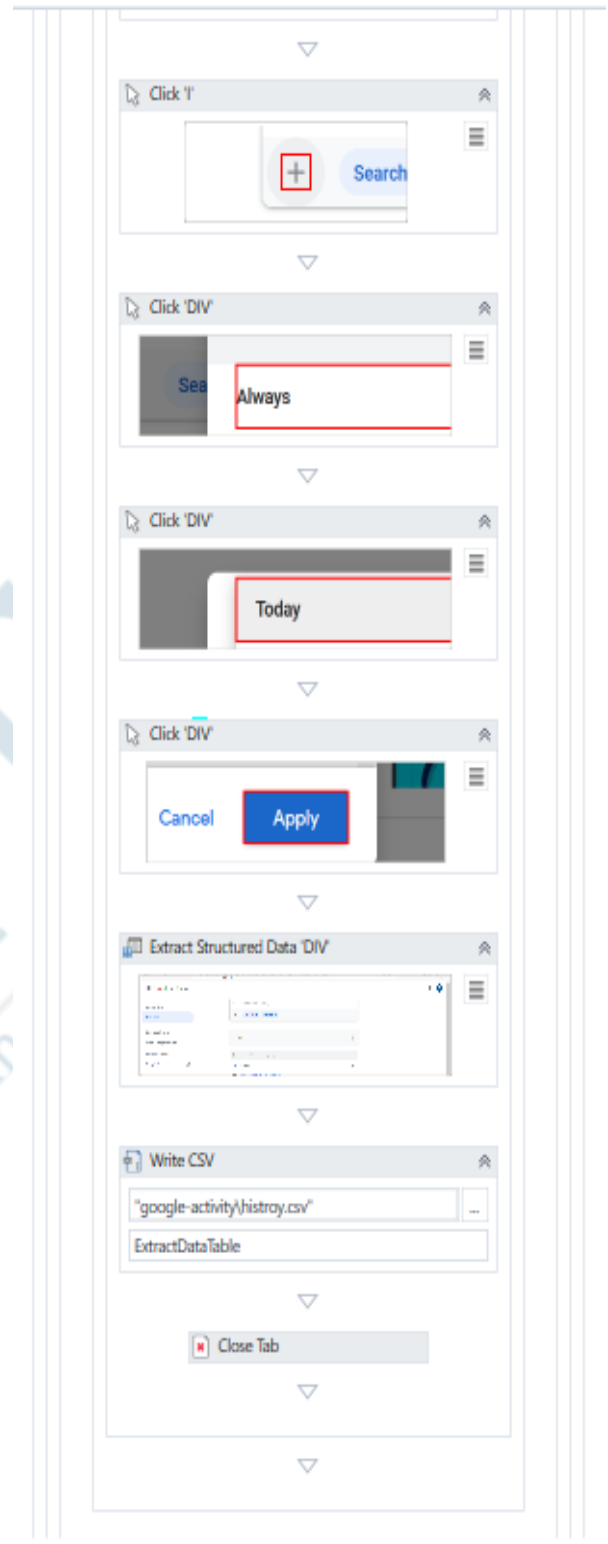 Click 'I'
Search
Click 'DIV'
Sea
Always
Click 'DIV'
Today
Click 'DIV'
Cancel
Apply
Extract Structured Data 'DIV'
Write CSV
"google-activity\histroy.csv"
...
ExtractDataTable
Close Tab